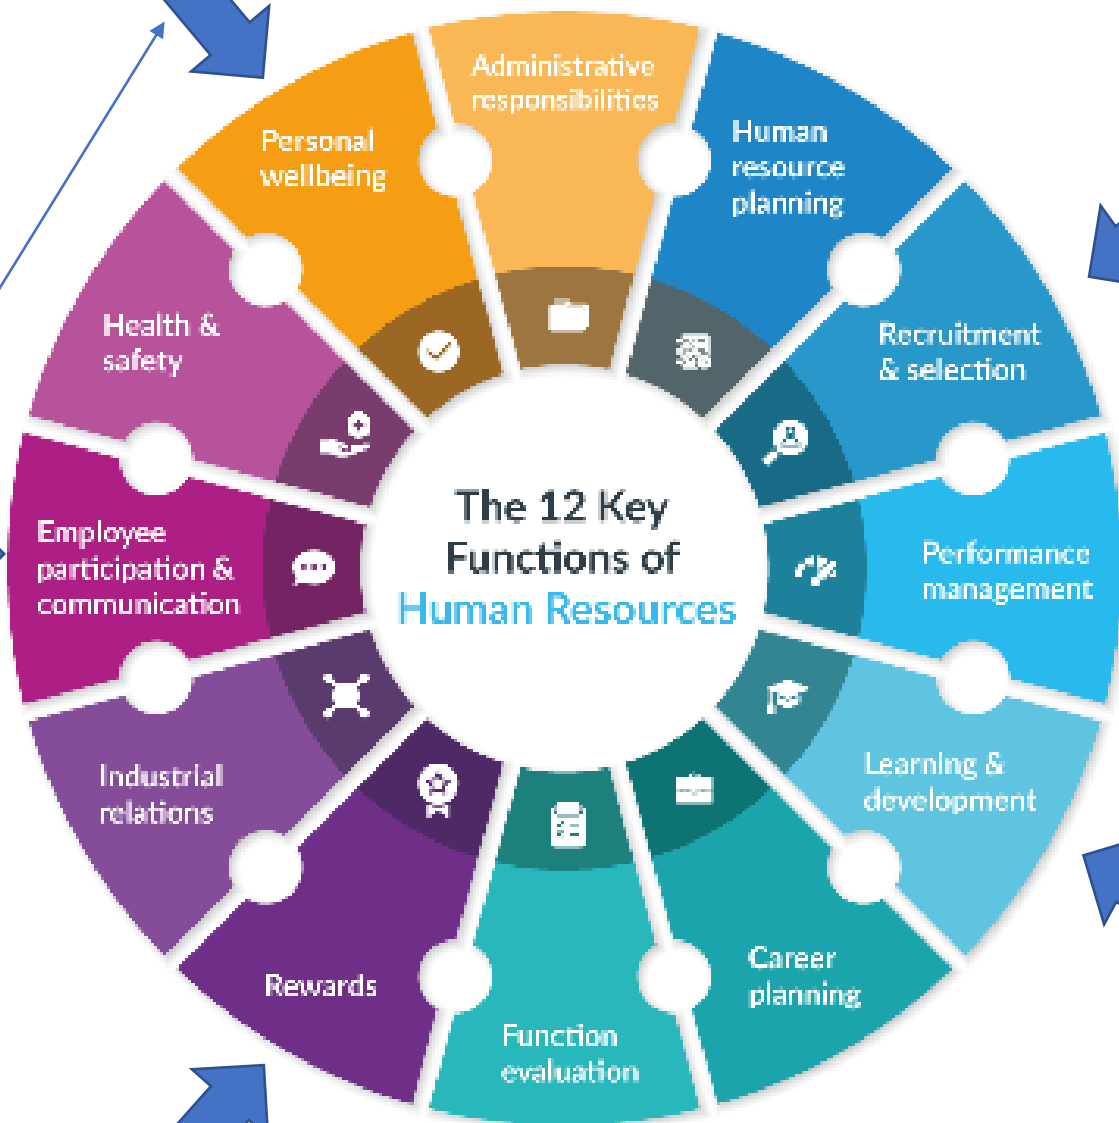 Administrative
responsibilities
Human
resource
planning
Recruitment
& selection
Performance
management
Learning &
development
Career
planning
Function
evaluation
Rewards
Industrial
relations
Employee
participation &
communication
Health &
safety
Personal
wellbeing
The 12 Key
Functions of
Human Resources